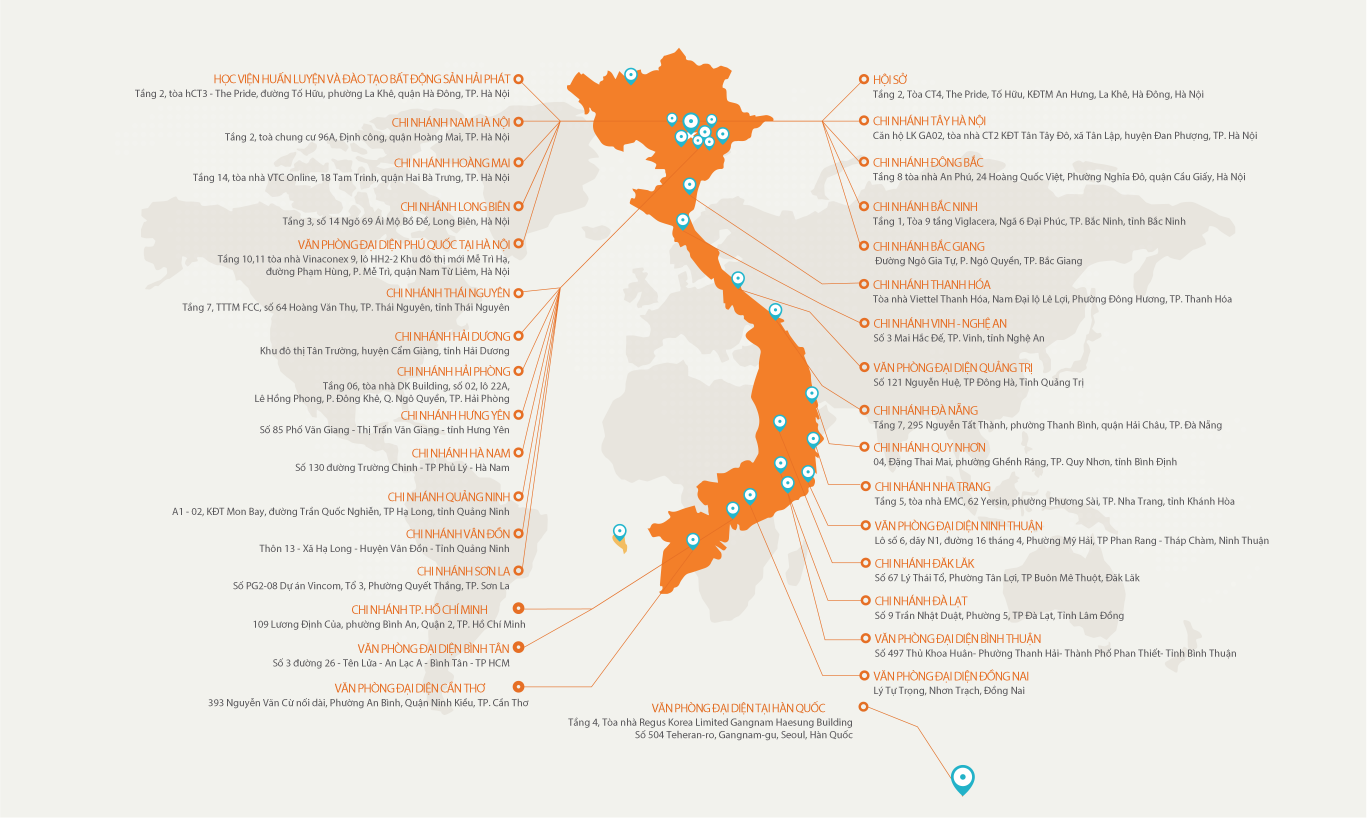 HỌC VIỆN HUẤN LUYỆN VÀ ĐÀO TẠO BẤT ĐỘNG SẢN HẢI PHÁT
Tầng 2, tòa hCT3 - The Pride, đường Tố Hữu, phường La Khê, quận Hà Đông, TP. Hà Nội
CHI NHÁNH NAM HÀ NỘI
Tầng 2, toà chung cư 96A, Định công, quận Hoàng Mai, TP. Hà Nội
CHI NHÁNH HOÀNG MAI
Tầng 14, tòa nhà VTC Online, 18 Tam Trinh, quận Hai Bà Trưng, TP. Hà Nội
CHI NHÁNH LONG BIÊN
Tầng 3, số 14 Ngô 69 Ái Mộ Bồ Đề, Long Biên, Hà Nội
VĂN PHÒNG ĐẠI DIỆN PHÚ QUỐC TẠI HÀ NỘI
Tầng 10,11 tòa nhà Vinaconex 9, lô HH2-2 Khu đô thị mới Mễ Trì Hạ,
đường Phạm Hùng, P. Mễ Trì, quận Nam Từ Liêm, Hà Nội
CHI NHÁNH THÁI NGUYÊN
Tầng 7, TTTM FCC, số 64 Hoàng Văn Thụ, TP. Thái Nguyên, tỉnh Thái Nguyên
CHI NHÁNH HẢI DƯƠNG
Khu đô thị Tân Trường, huyện Cẩm Giàng, tỉnh Hải Dương
CHI NHÁNH HẢI PHÒNG
Tầng 06, tòa nhà DK Building, số 02, lô 22A,
Lê Hồng Phong, P. Đông Khê, Q. Ngô Quyền, TP. Hải Phòng
CHI NHÁNH HƯNG YÊN
Số 85 Phố Văn Giang - Thị Trấn Văn Giang - tỉnh Hưng Yên
CHI NHÁNH HÀ NAM
Số 130 đường Trường Chinh - TP Phủ Lý - Hà Nam
CHI NHÁNH QUẢNG NINH
A1 - 02, KĐT Mon Bay, đường Trần Quốc Nghiễn, TP Hạ Long, tỉnh Quảng Ninh
CHI NHÁNH VÂN ĐỒN
Thôn 13 - Xã Hạ Long - Huyện Vân Đồn - Tỉnh Quảng Ninh
CHI NHÁNH SƠN LA
Số PG2-08 Dự án Vincom, Tổ 3, Phường Quyết Thắng, TP. Sơn La
CHI NHÁNH TP. HỒ CHÍ MINH
109 Lương Định Của, phường Bình An, Quận 2, TP. Hồ Chí Minh
VĂN PHÒNG ĐẠI DIỆN BÌNH TÂN
Số 3 đường 26 - Tên Lửa - An Lạc A - Bình Tân - TP HCM
VĂN PHÒNG ĐẠI DIỆN CẦN THƠ
393 Nguyễn Văn Cừ nối dài, Phường An Bình, Quận Ninh Kiều, TP. Cần Thơ
HỘI SỞ
Tầng 2, Tòa CT4, The Pride, Tố Hữu, KĐTM An Hưng, La Khê, Hà Đông, Hà Nội
CHI NHÁNH TÂY HÀ NỘI
Căn hộ LK GA02, tòa nhà CT2 KĐT Tân Tây Đô, xã Tân Lập, huyện Đan Phượng, TP. Hà Nội
CHI NHÁNH ĐÔNG BẮC
Tầng 8 tòa nhà An Phú, 24 Hoàng Quốc Việt, Phường Nghĩa Đô, quận Cầu Giấy, Hà Nội
CHI NHÁNH BẮC NINH
Tầng 1, Tòa 9 tầng Viglacera, Ngã 6 Đại Phúc, TP. Bắc Ninh, tỉnh Bắc Ninh
CHI NHÁNH BẮC GIANG
Đường Ngô Gia Tự, P. Ngô Quyền, TP. Bắc Giang
CHI NHÁNH THANH HÓA
Tòa nhà Viettel Thanh Hóa, Nam Đại lộ Lê Lợi, Phường Đông Hương, TP. Thanh Hóa
CHI NHÁNH VINH - NGHỆ AN
Số 3 Mai Hắc Đế, TP. Vinh, tỉnh Nghệ An
VĂN PHÒNG ĐẠI DIỆN QUẢNG TRỊ
Số 121 Nguyễn Huệ, TP Đông Hà, Tỉnh Quảng Trị
CHI NHÁNH ĐÀ NẴNG
Tầng 7, 295 Nguyễn Tất Thành, phường Thanh Bình, quận Hải Châu, TP. Đà Nẵng
CHI NHÁNH QUY NHƠN
04, Đặng Thai Mai, phường Ghềnh Ráng, TP. Quy Nhơn, tỉnh Bình Định
CHI NHÁNH NHA TRANG
Tầng 5, tòa nhà EMC, 62 Yersin, phường Phương Sài, TP. Nha Trang, tỉnh Khánh Hòa
VĂN PHÒNG ĐẠI DIỆN NINH THUẬN
Lô số 6, dãy N1, đường 16 tháng 4, Phường Mỹ Hải, TP Phan Rang - Tháp Chàm, Ninh Thuận
CHI NHÁNH ĐĂK LĂK
Số 67 Lý Thái Tổ, Phường Tân Lợi, TP Buôn Mê Thuột, Đăk Lăk
CHI NHÁNH ĐÀ LẠT
Số 9 Trần Nhật Duật, Phường 5, TP Đà Lạt, Tỉnh Lâm Đồng
VĂN PHÒNG ĐẠI DIỆN BÌNH THUẬN
Số 497 Thủ Khoa Huân- Phường Thanh Hải- Thành Phố Phan Thiết- Tỉnh Bình Thuận
VĂN PHÒNG ĐẠI DIỆN ĐỒNG NAI
Lý Tự Trọng, Nhơn Trạch, Đồng Nai
VĂN PHÒNG ĐẠI DIỆN TẠI HÀN QUỐC
Tầng 4, Tòa nhà Regus Korea Limited Gangnam Haesung Building
Số 504 Teheran-ro, Gangnam-gu, Seoul, Hàn Quốc